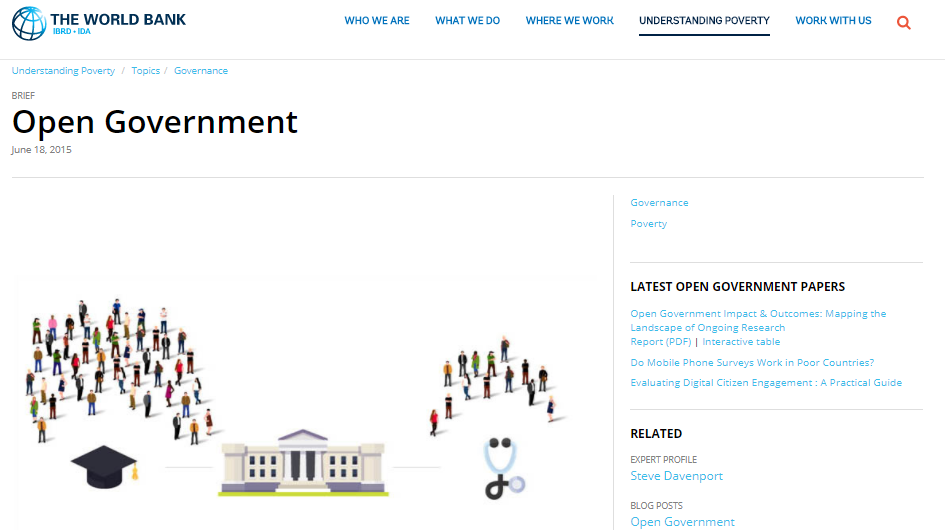 THE WORLD BANK
IBRD • IDA
WHO WE ARE
WHAT WE DO
WHERE WE WORK
UNDERSTANDING POVERTY
WORK WITH US
Understanding Poverty / Topics / Governance
BRIEF
Open Government
June 18, 2015
Governance
Poverty
LATEST OPEN GOVERNMENT PAPERS
Open Government Impact & Outcomes: Mapping the
Landscape of Ongoing Research
Report (PDF) | Interactive table
Do Mobile Phone Surveys Work in Poor Countries?
Evaluating Digital Citizen Engagement : A Practical Guide
RELATED
EXPERT PROFILE
Steve Davenport
BLOG POSTS
Open Government